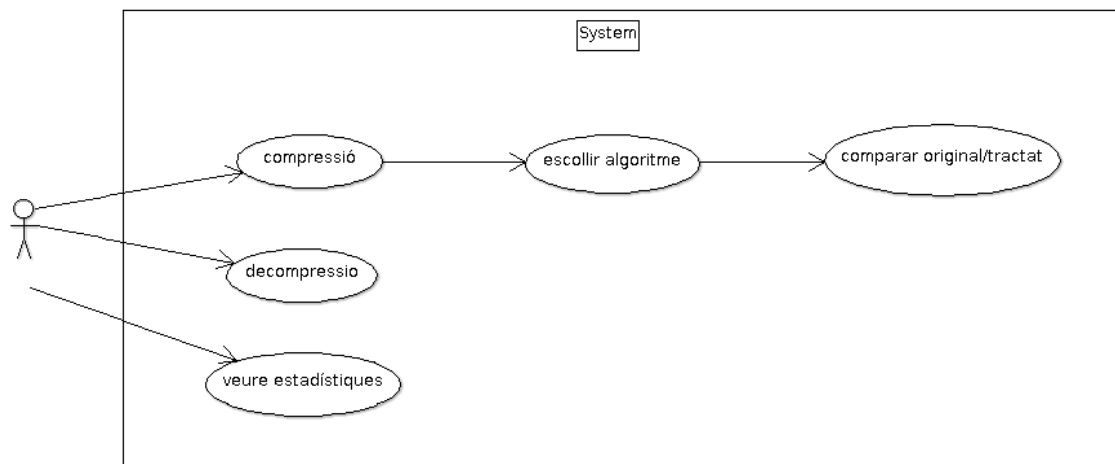 System
compressió
escollir algoritme
comparar original/tractat
decompressio
veure estadístiques